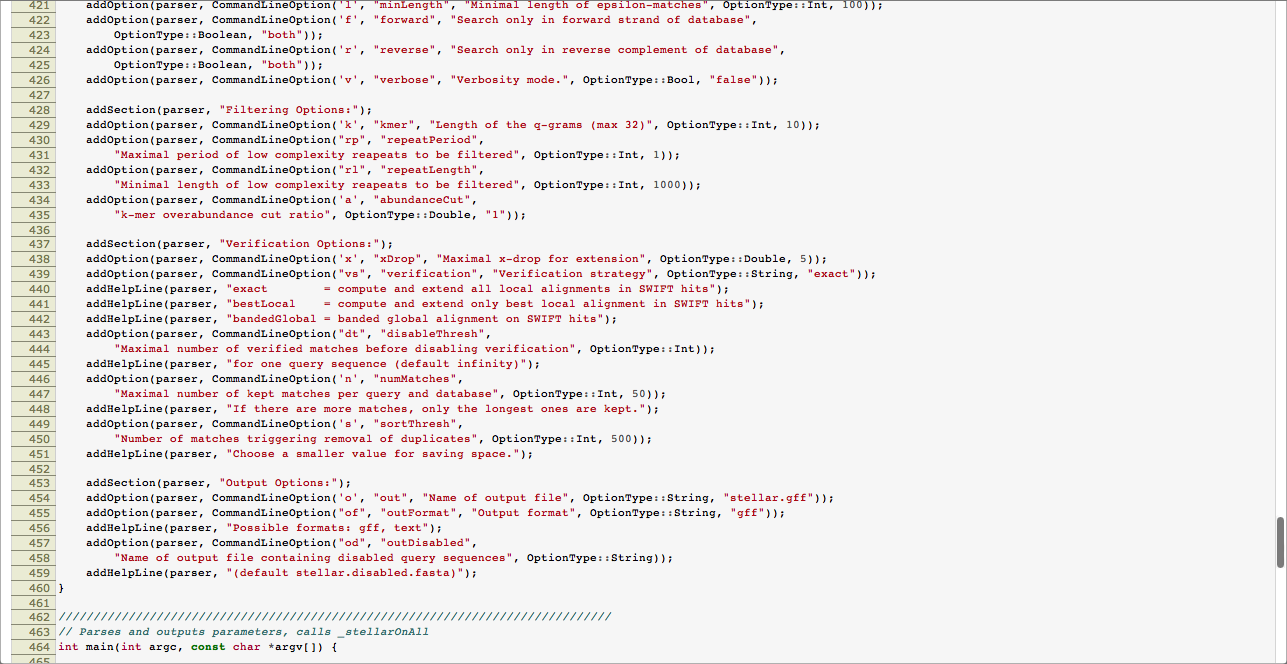 421 addOption(parser, CommandLineOption('l', "minLength", "Minimal length of epsilon-matches", OptionType::Int, 100));
422 addOption(parser, CommandLineOption('f', "forward", "Search only in forward strand of database",
423 OptionType::Boolean, "both"));
424 addOption(parser, CommandLineOption('r', "reverse", "Search only in reverse complement of database",
425 OptionType::Boolean, "both"));
426 addOption(parser, CommandLineOption('v', "verbose", "Verbosity mode.", OptionType::Bool, "false"));
427
428 addSection(parser, "Filtering Options:");
429 addOption(parser, CommandLineOption('k', "kmer", "Length of the q-grams (max 32)", OptionType::Int, 10));
430 addOption(parser, CommandLineOption("rp", "repeatPeriod",
431 "Maximal period of low complexity reapeats to be filtered", OptionType::Int, 1));
432 addOption(parser, CommandLineOption("rl", "repeatLength",
433 "Minimal length of low complexity reapeats to be filtered", OptionType::Int, 1000));
434 addOption(parser, CommandLineOption('a', "abundanceCut",
435 "k-mer overabundance cut ratio", OptionType::Double, "1"));
436
437 addSection(parser, "Verification Options:");
438 addOption(parser, CommandLineOption('x', "xDrop", "Maximal x-drop for extension", OptionType::Double, 5));
439 addOption(parser, CommandLineOption("vs", "verification", "Verification strategy", OptionType::String, "exact"));
440 addHelpLine(parser, "exact        = compute and extend all local alignments in SWIFT hits");
441 addHelpLine(parser, "bestLocal    = compute and extend only best local alignment in SWIFT hits");
442 addHelpLine(parser, "bandedGlobal = banded global alignment on SWIFT hits");
443 addOption(parser, CommandLineOption("dt", "disableThresh",
444 "Maximal number of verified matches before disabling verification", OptionType::Int));
445 addHelpLine(parser, "for one query sequence (default infinity)");
446 addOption(parser, CommandLineOption('n', "numMatches",
447 "Maximal number of kept matches per query and database", OptionType::Int, 50));
448 addHelpLine(parser, "If there are more matches, only the longest ones are kept.");
449 addOption(parser, CommandLineOption('s', "sortThresh",
450 "Number of matches triggering removal of duplicates", OptionType::Int, 500));
451 addHelpLine(parser, "Choose a smaller value for saving space.");
452
453 addSection(parser, "Output Options:");
454 addOption(parser, CommandLineOption('o', "out", "Name of output file", OptionType::String, "stellar.gff"));
455 addOption(parser, CommandLineOption("of", "outFormat", "Output format", OptionType::String, "gff"));
456 addHelpLine(parser, "Possible formats: gff, text");
457 addOption(parser, CommandLineOption("od", "outDisabled",
458 "Name of output file containing disabled query sequences", OptionType::String));
459 addHelpLine(parser, "(default stellar.disabled.fasta)");
460 }
461
462 ///////////////////////////////////////////////////////////////////////////////
463 // Parses and outputs parameters, calls _stellarOnAll
464 int main(int argc, const char *argv[]) {
465